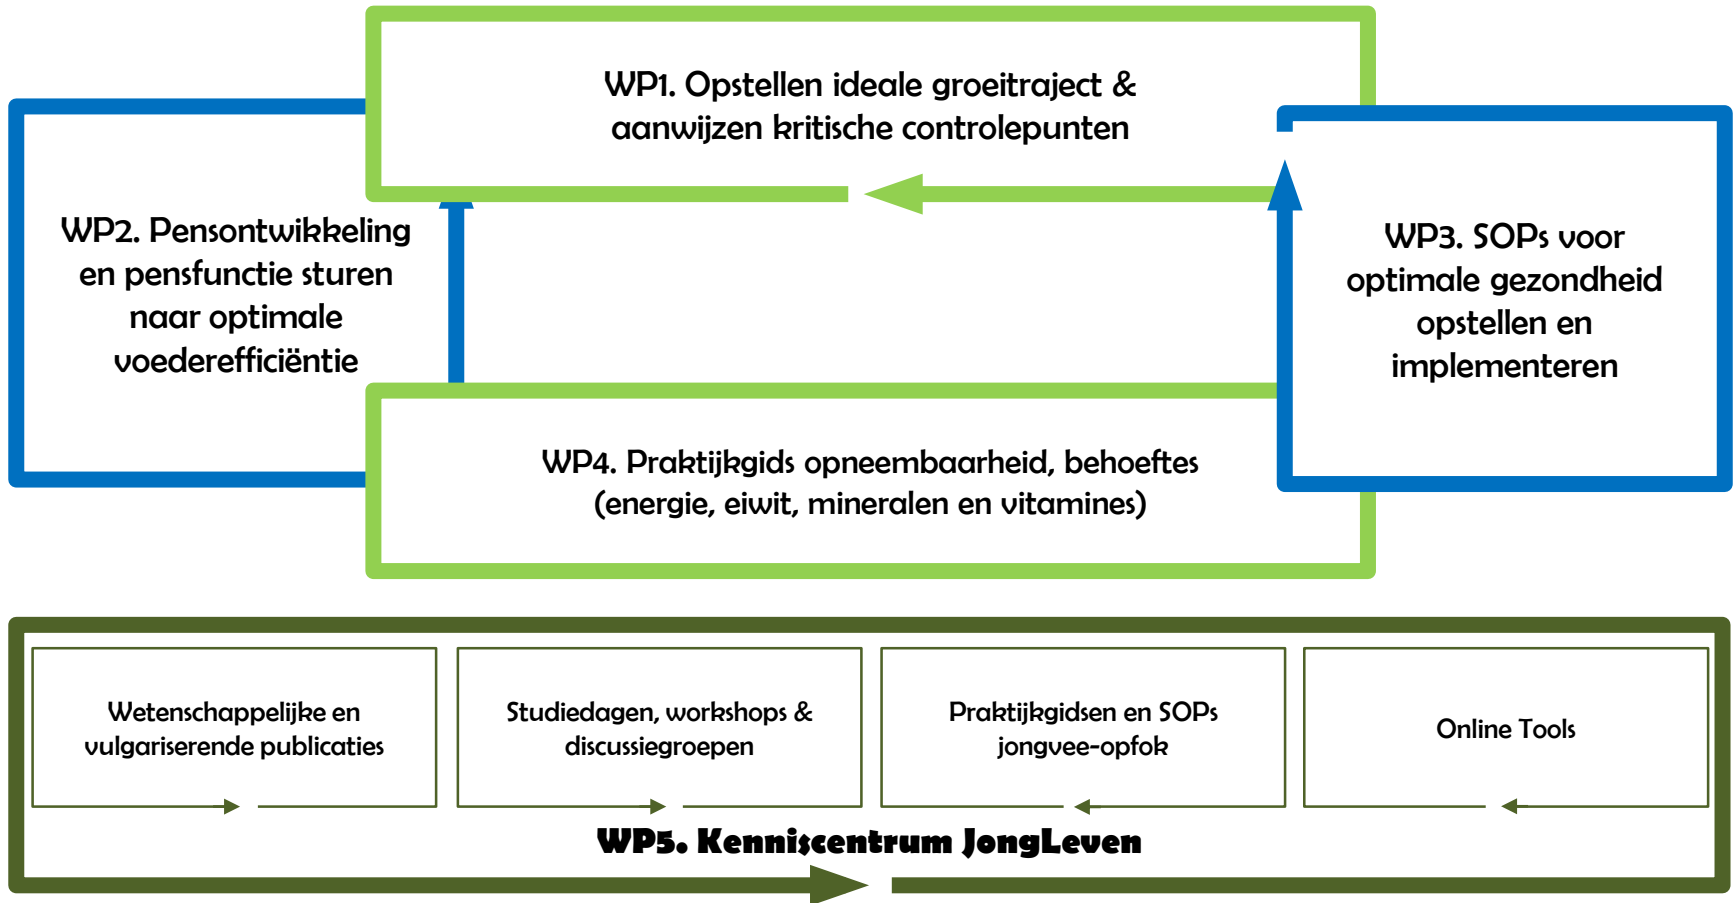 WP1. Opstellen ideale groeitraject &
aanwijzen kritische controlepunten
WP2. Pensontwikkeling
en pensfunctie sturen
naar optimale
voederefficiëntie
WP3. SOPs voor
optimale gezondheid
opstellen en
implementeren
WP4. Praktijkgids opneembaarheid, behoeftes
(energie, eiwit, mineralen en vitamines)
Wetenschappelijke en
vulgariserende publicaties
Studiedagen, workshops &
discussiegroepen
Praktijkgidsen en SOPs
jongvee-opfok
Online Tools
WP5. Kenniscentrum JongLeven